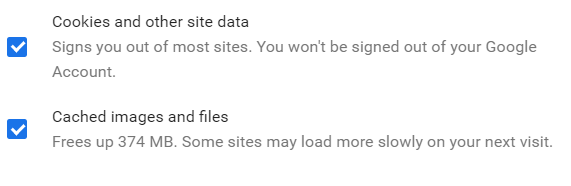 Cookies and other site data
Signs you out of most sites. You won't be signed out of your Google
Account.
Cached images and files
Frees up 374 MB. Some sites may load more slowly on your next visit.